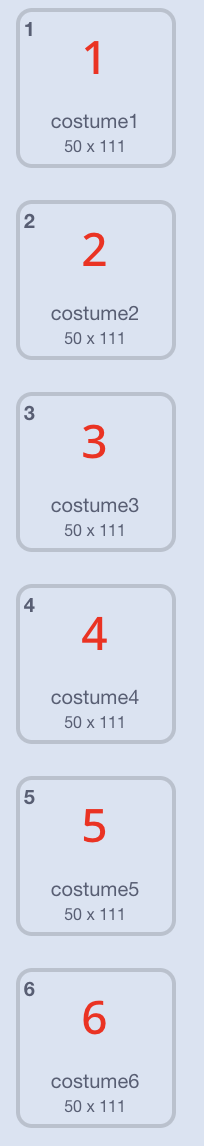 1
1
costume1
50 x 111
2
2
costume2
50 x 111
3
3
costume3
50 x 111
4
4
costume4
50 x 111
5
5
costume5
50 x 111
6
6
costume6
50 x 111